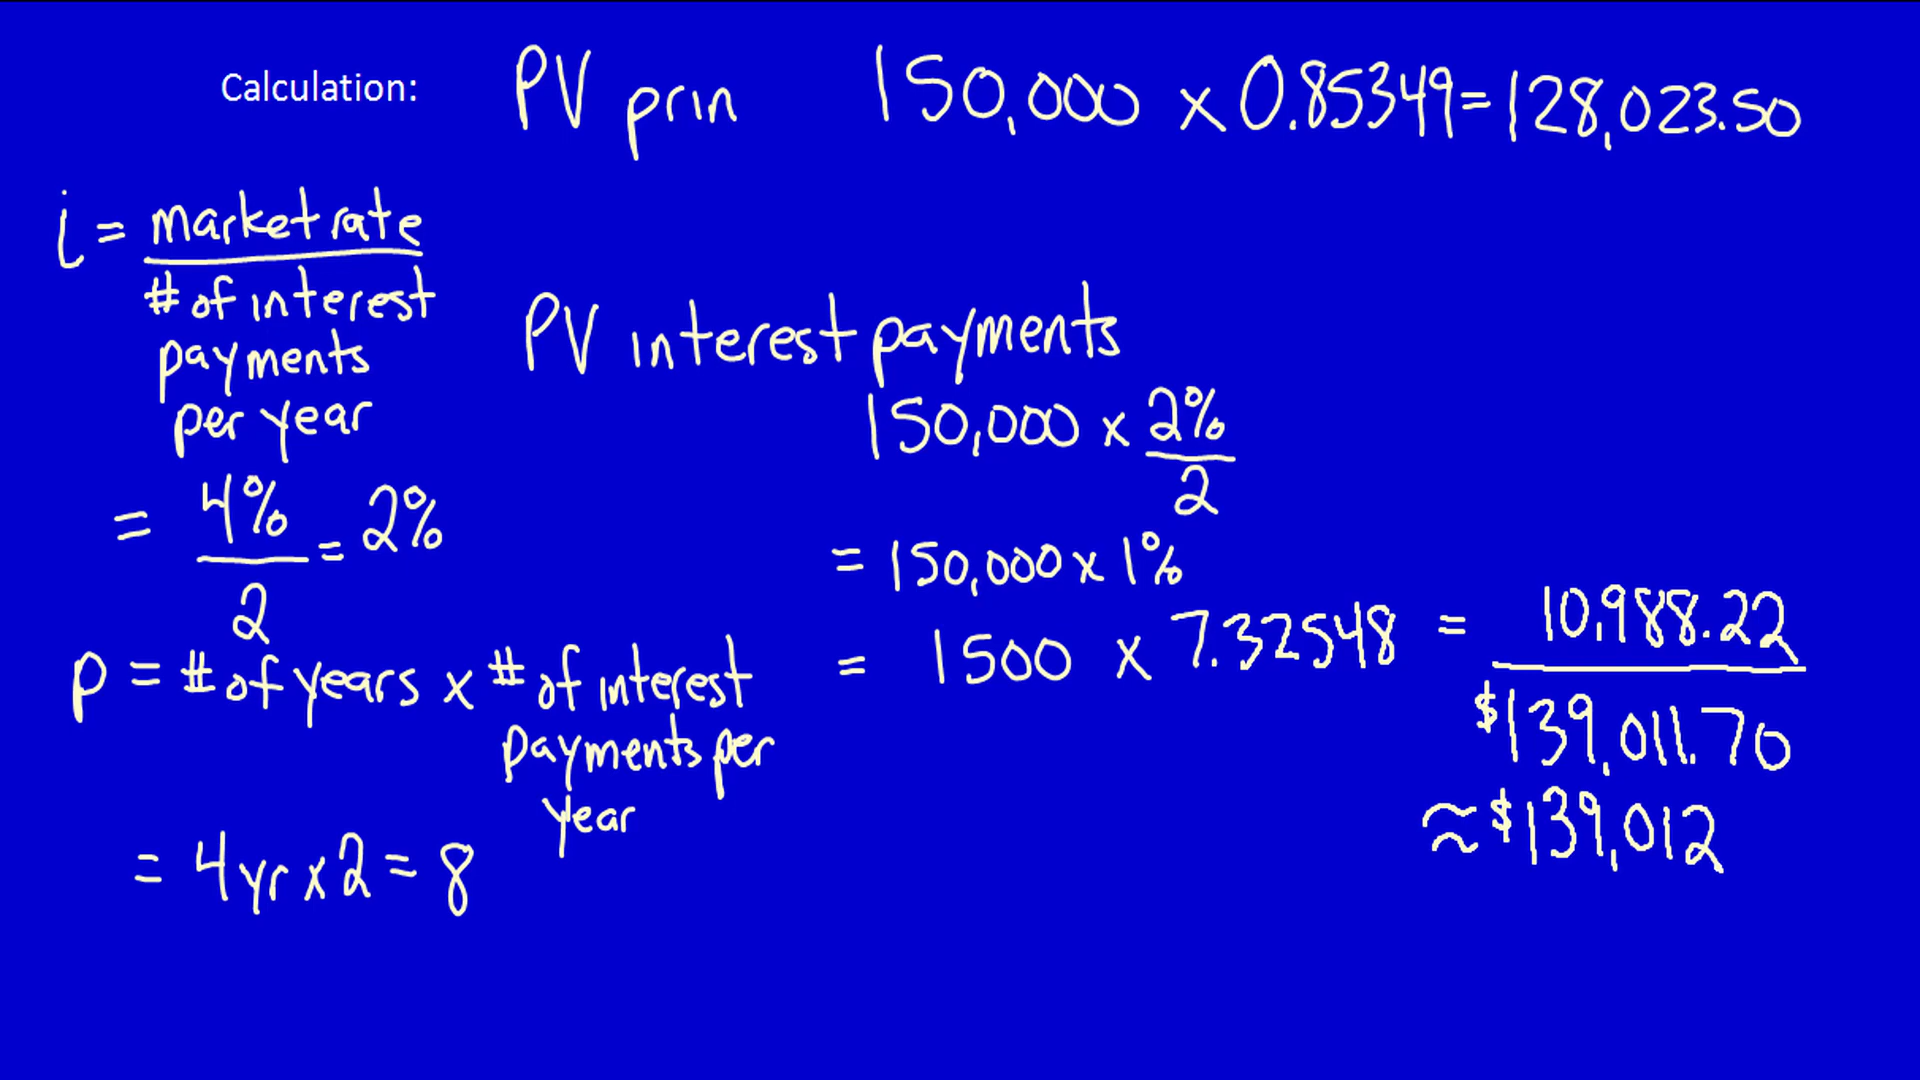 Calculation:
PV prin 150,000 x 0.85349 = 128,023.50
i = market rate
# of interest
payments
per year
= 4% = 2%
2
PV interest payments
150,000 x 2%
2
= 150,000 x 1%
= 1500 x 7.32548 = 10,988.22
$139,011.70
≈ $139,012
p = # of years x # of interest
payments per
year
= 4yr x 2 = 8